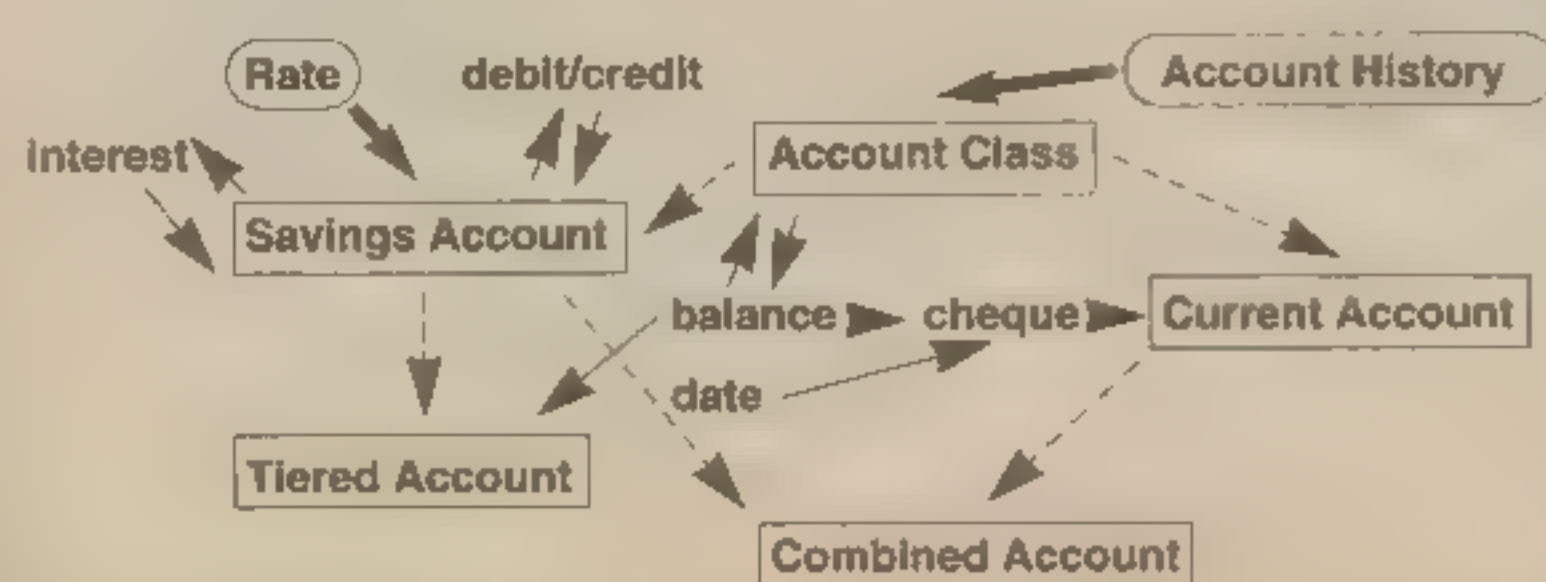 Rate
debit/credit
Account History
interest
Account Class
Savings Account
balance
cheque
Current Account
date
Tiered Account
Combined Account